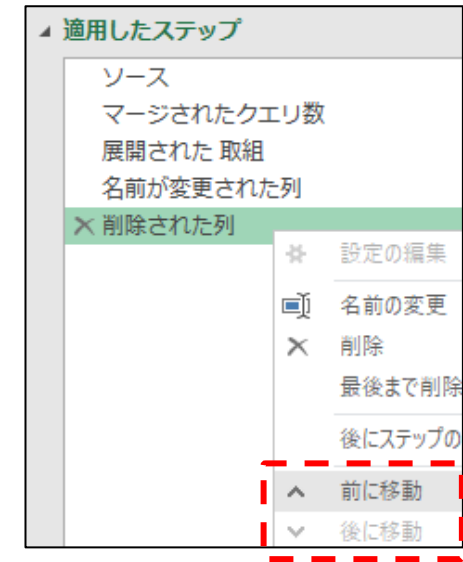 適用したステップ
ソース
マージされたクエリ数
展開された 取組
名前が変更された列
削除された列
設定の編集
名前の変更
削除
最後まで削除
後にステップの
前に移動
後に移動